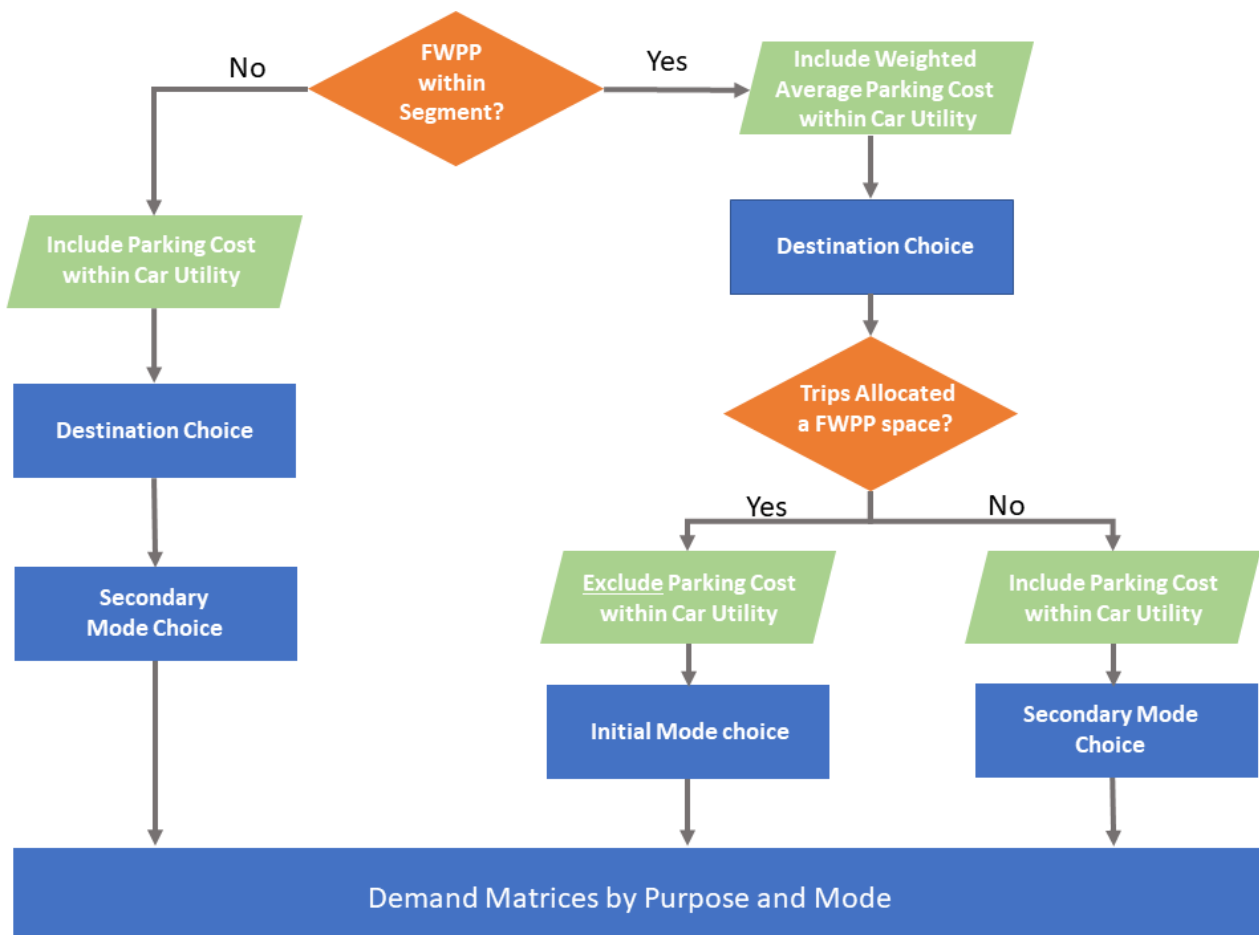 No
FWPP
within
Segment?
Yes
Include Weighted
Average Parking Cost
within Car Utility
Include Parking Cost
within Car Utility
Destination Choice
Destination Choice
Trips Allocated
a FWPP space?
Secondary
Mode Choice
Yes
No
Exclude Parking Cost
within Car Utility
Include Parking Cost
within Car Utility
Initial Mode choice
Secondary Mode
Choice
Demand Matrices by Purpose and Mode